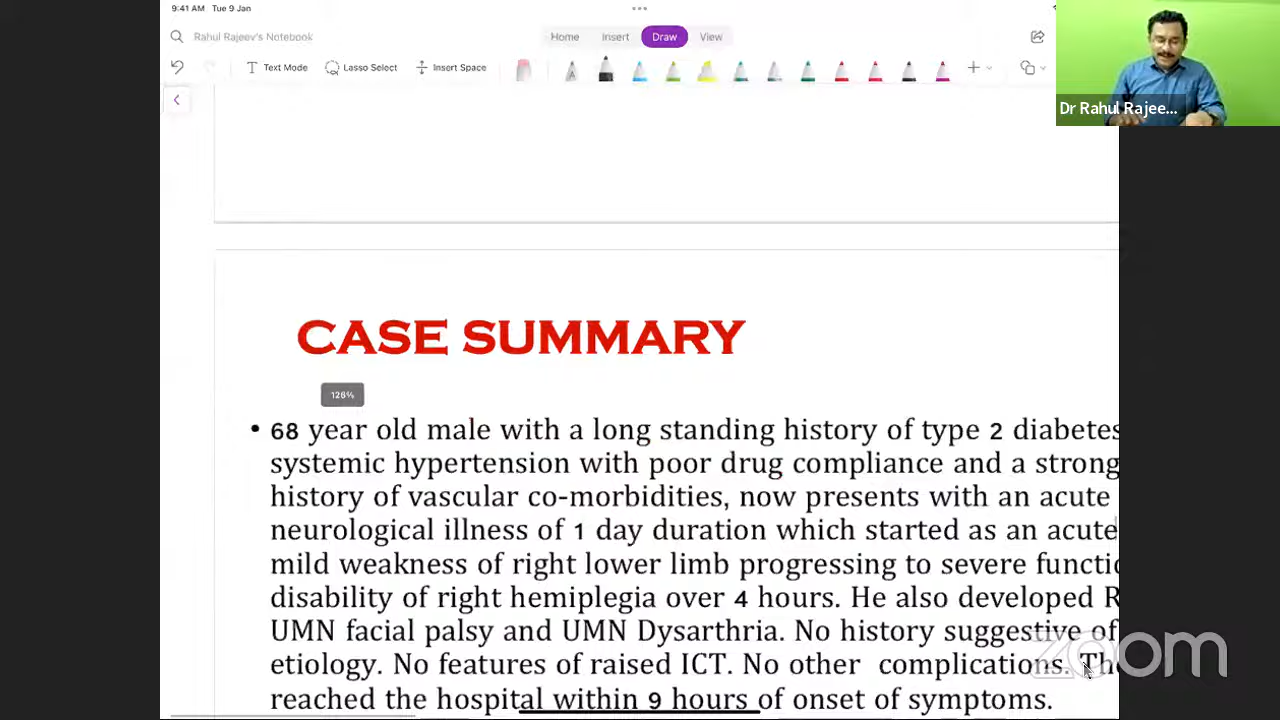 9:41 AM Tue 9 Jan
Rahul Rajeev's Notebook
Home Insert Draw View
Text Mode Lasso Select Insert Space
Dr Rahul Rajee...
CASE SUMMARY
126%
• 68 year old male with a long standing history of type 2 diabetes
systemic hypertension with poor drug compliance and a strong
history of vascular co-morbidities, now presents with an acute
neurological illness of 1 day duration which started as an acute
mild weakness of right lower limb progressing to severe functi
disability of right hemiplegia over 4 hours. He also developed R
UMN facial palsy and UMN Dysarthria. No history suggestive of
etiology. No features of raised ICT. No other complications. Th
reached the hospital within 9 hours of onset of symptoms.
zoom